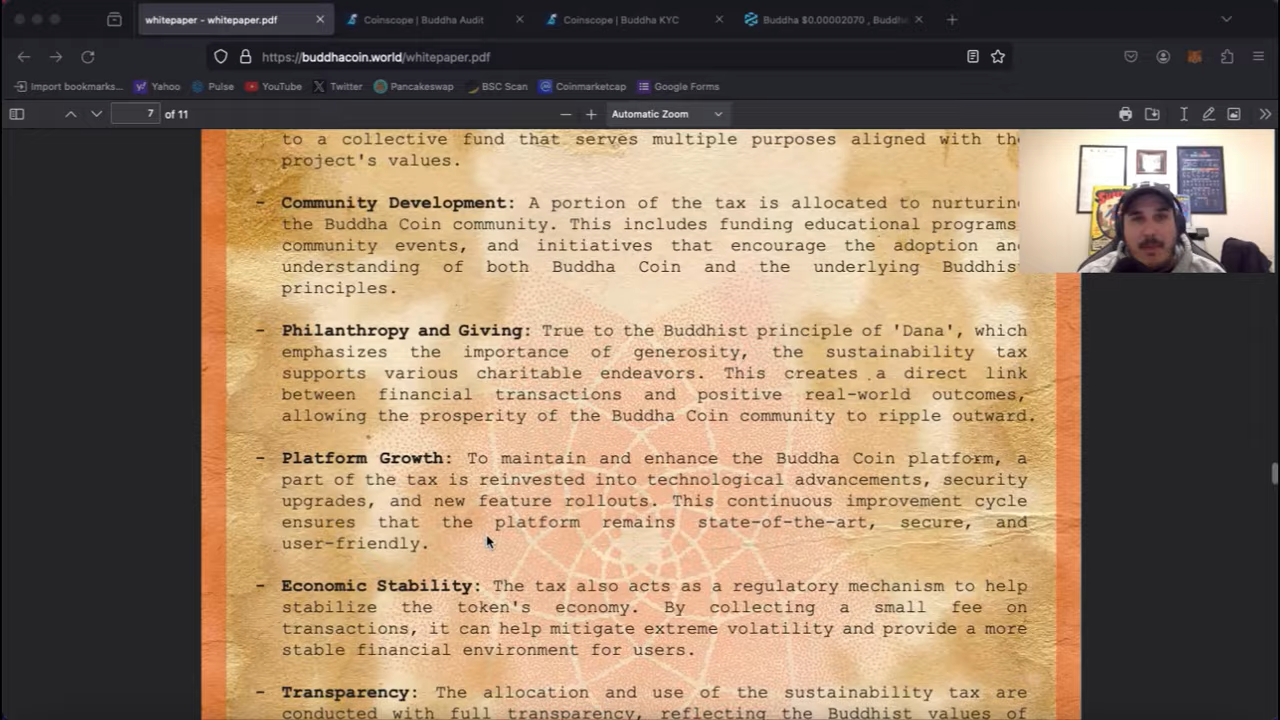 whitepaper - whitepaper.pdf
Coinscope | Buddha Audit
Coinscope | Buddha KYC
Buddha $0.00002070 , Buddh
https://buddhacoin.world/whitepaper.pdf
Import bookmarks...
Yahoo
Pulse
YouTube
Twitter
Pancakeswap
BSC Scan
Coinmarketcap
Google Forms
7 of 11
Automatic Zoom
to a collective fund that serves multiple purposes aligned with the
project's values.
- Community Development: A portion of the tax is allocated to nurturin
the Buddha Coin community. This includes funding educational programs
community events, and initiatives that encourage the adoption an
understanding of both Buddha Coin and the underlying Buddhis
principles.
- Philanthropy and Giving: True to the Buddhist principle of 'Dana', which
emphasizes the importance of generosity, the sustainability tax
supports various charitable endeavors. This creates a direct link
between financial transactions and positive real-world outcomes,
allowing the prosperity of the Buddha Coin community to ripple outward.
- Platform Growth: To maintain and enhance the Buddha Coin platform, a
part of the tax is reinvested into technological advancements, security
upgrades, and new feature rollouts. This continuous improvement cycle
ensures that the platform remains state-of-the-art, secure, and
user-friendly.
- Economic Stability: The tax also acts as a regulatory mechanism to help
stabilize the token's economy. By collecting a small fee on
transactions, it can help mitigate extreme volatility and provide a more
stable financial environment for users.
- Transparency: The allocation and use of the sustainability tax are
conducted with full transparency, reflecting the Buddhist values of